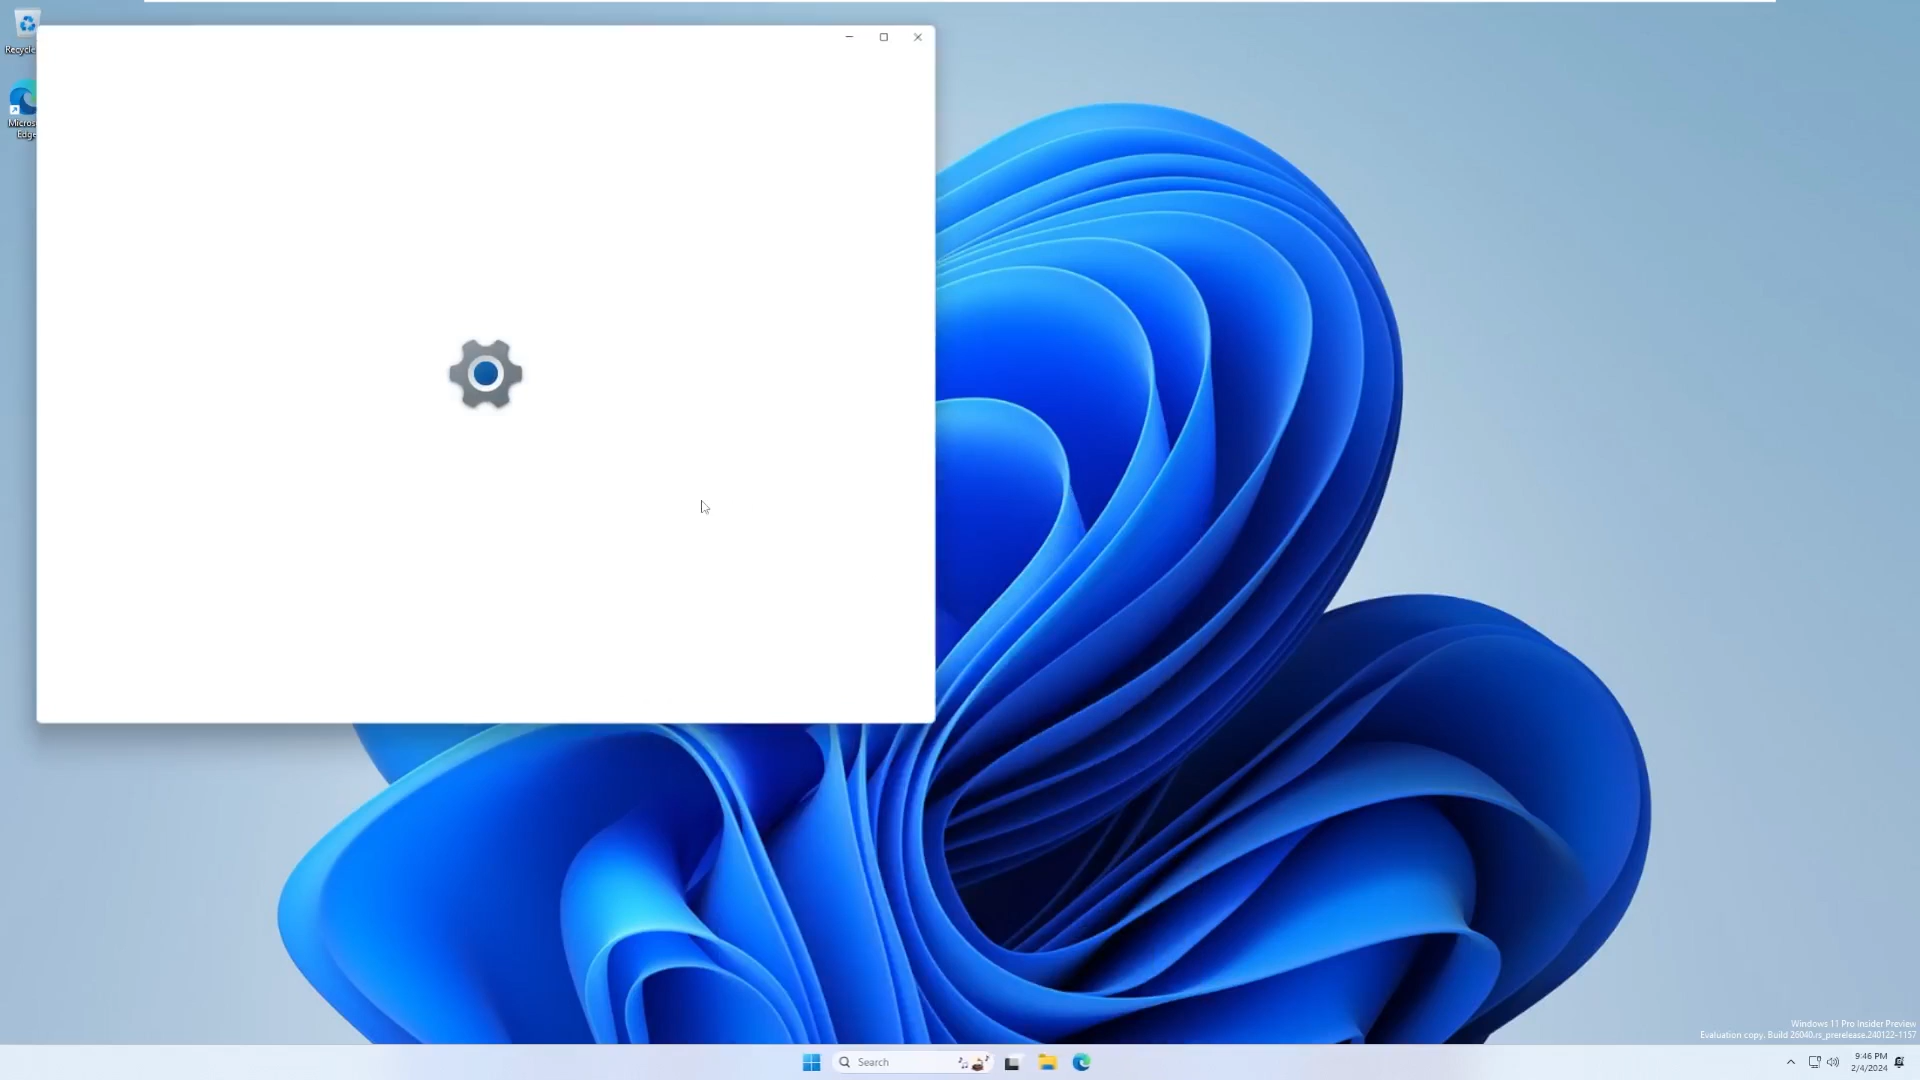 Recycle
Micros
Edge
Windows 11 Pro Insider Preview
Evaluation copy. Build 26040.rs_prerelease.240122-1157
Search
9:46 PM
2/4/2024